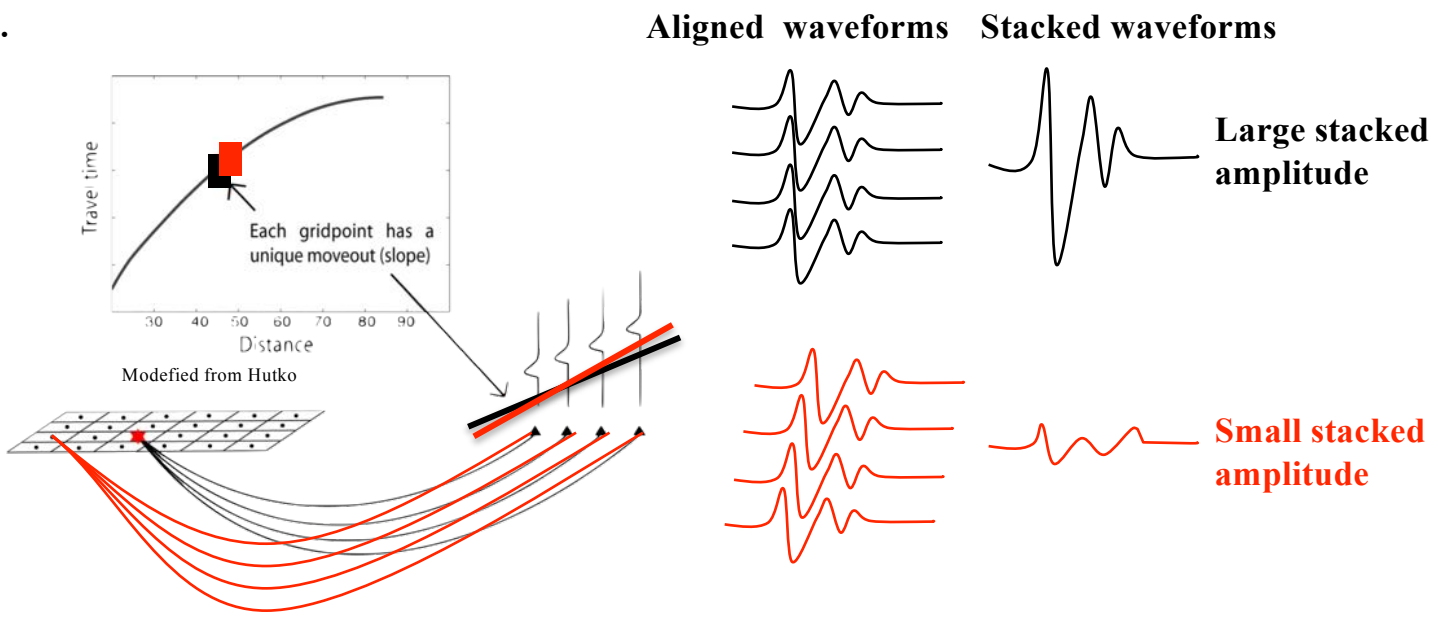 .
Aligned waveforms Stacked waveforms
Large stacked
amplitude
Travel time
Each gridpoint has a
unique moveout (slope)
30 40 50 60 70 80 90
Distance
Modefied from Hutko
Small stacked
amplitude